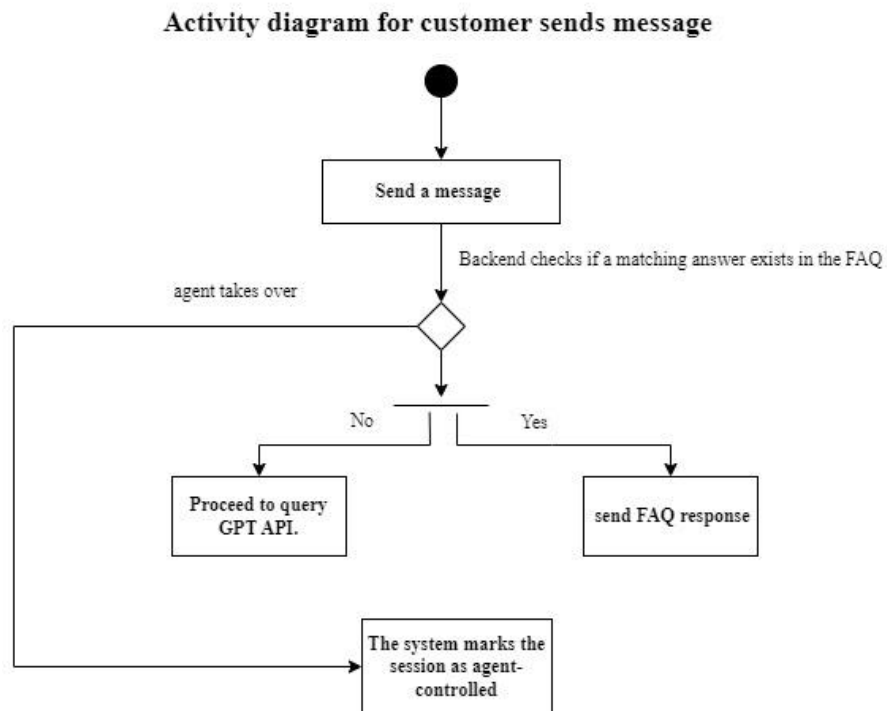 Activity diagram for customer sends message
Send a message
Backend checks if a matching answer exists in the FAQ
agent takes over
No
Yes
Proceed to query
GPT API.
send FAQ response
The system marks the
session as agent-
controlled